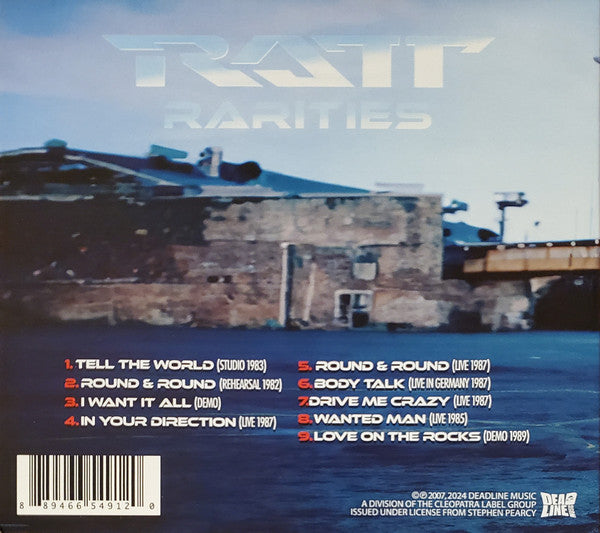 RATT
RARITIES
1. TELL THE WORLD (STUDIO 1983)
2. ROUND & ROUND (REHEARSAL 1982)
3. I WANT IT ALL (DEMO)
4. IN YOUR DIRECTION (LIVE 1987)
5. ROUND & ROUND (LIVE 1987)
6. BODY TALK (LIVE IN GERMANY 1987)
7. DRIVE ME CRAZY (LIVE 1987)
8. WANTED MAN (LIVE 1985)
9. LOVE ON THE ROCKS (DEMO 1989)
8 89466 54912 0
©℗ 2007, 2024 DEADLINE MUSIC
A DIVISION OF THE CLEOPATRA LABEL GROUP
ISSUED UNDER LICENSE FROM STEPHEN PEARCY
DEAD
LINE